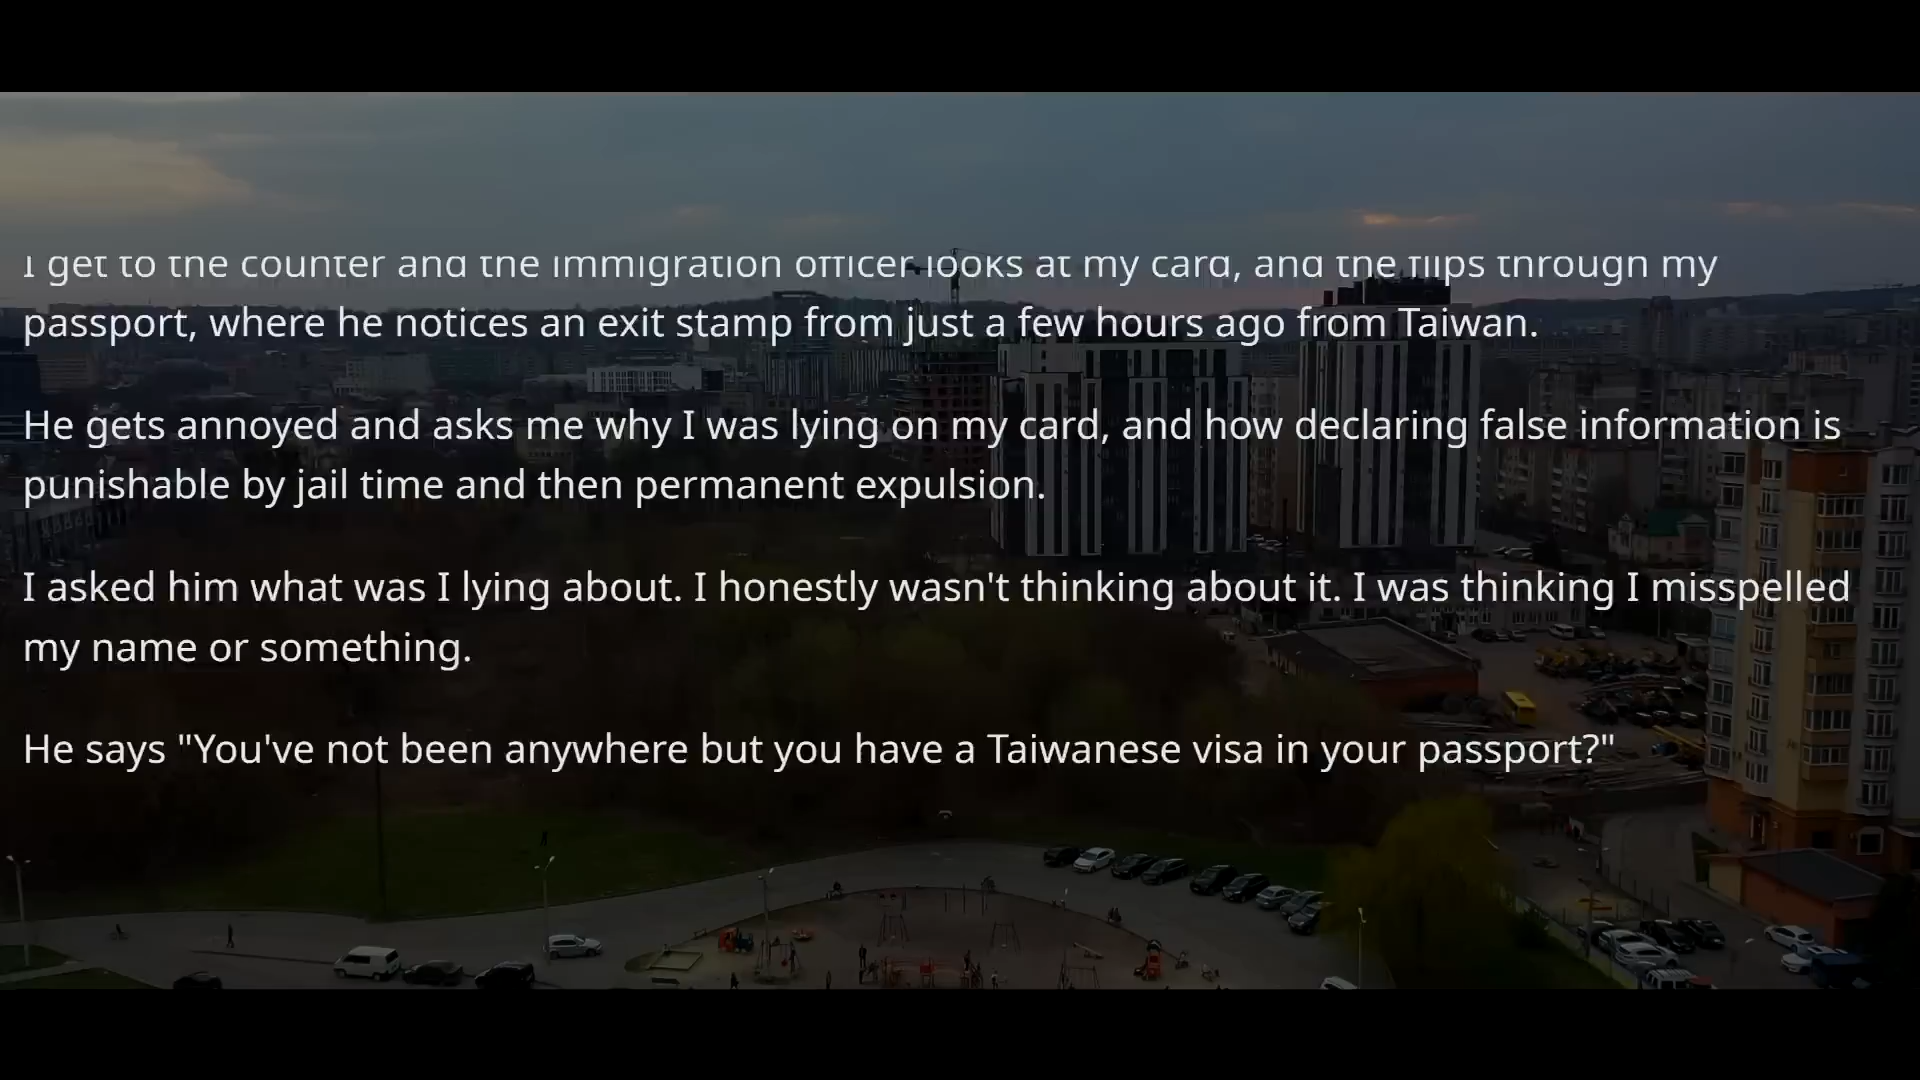 I get to the counter and the immigration officer looks at my card, and the flips through my
passport, where he notices an exit stamp from just a few hours ago from Taiwan.
He gets annoyed and asks me why I was lying on my card, and how declaring false information is
punishable by jail time and then permanent expulsion.
I asked him what was I lying about. I honestly wasn't thinking about it. I was thinking I misspelled
my name or something.
He says "You've not been anywhere but you have a Taiwanese visa in your passport?"